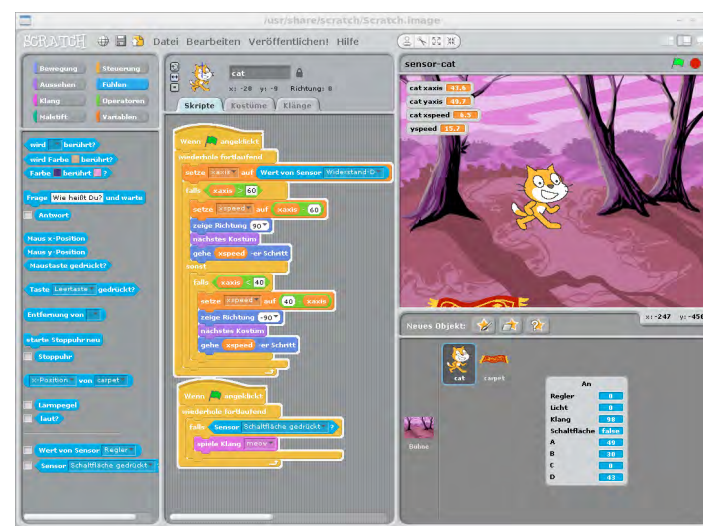 /usr/share/scratch/Scratch.image
SCRATCH Datei Bearbeiten Veröffentlichen! Hilfe
Bewegung Steuerung
Aussehen Fühlen
Klang Operatoren
Malstift Variablen
wird berührt?
wird Farbe berührt?
Farbe berührt ?
Frage Wie heißt Du? und warte
Antwort
Maus x-Position
Maus y-Position
Maustaste gedrückt?
Taste Leertaste gedrückt?
Entfernung von
starte Stoppuhr neu
Stoppuhr
x-Position von carpet
Lärmpegel
laut?
Wert von Sensor Regler
Sensor Schaltfläche gedrückt ?
cat
x: -20 y: -9 Richtung: 0
Skripte Kostüme Klänge
Wenn angeklickt
wiederhole fortlaufend
setze xaxis auf Wert von Sensor Widerstand-D
falls xaxis > 60
setze xspeed auf xaxis - 60
zeige Richtung 90
nächstes Kostüm
gehe xspeed -er Schritt
sonst
falls xaxis < 40
setze xspeed auf 40 - xaxis
zeige Richtung -90
nächstes Kostüm
gehe xspeed -er Schritt
Wenn angeklickt
wiederhole fortlaufend
falls Sensor Schaltfläche gedrückt ?
spiele Klang meow
sensor-cat
cat xaxis 43.6
cat yaxis 49.7
cat xspeed 6.5
yspeed 15.7
x:-247 y:-456
Neues Objekt:
cat carpet
Bühne
An
Regler 0
Licht 0
Klang 98
Schaltfläche false
A 49
B 38
C 0
D 43